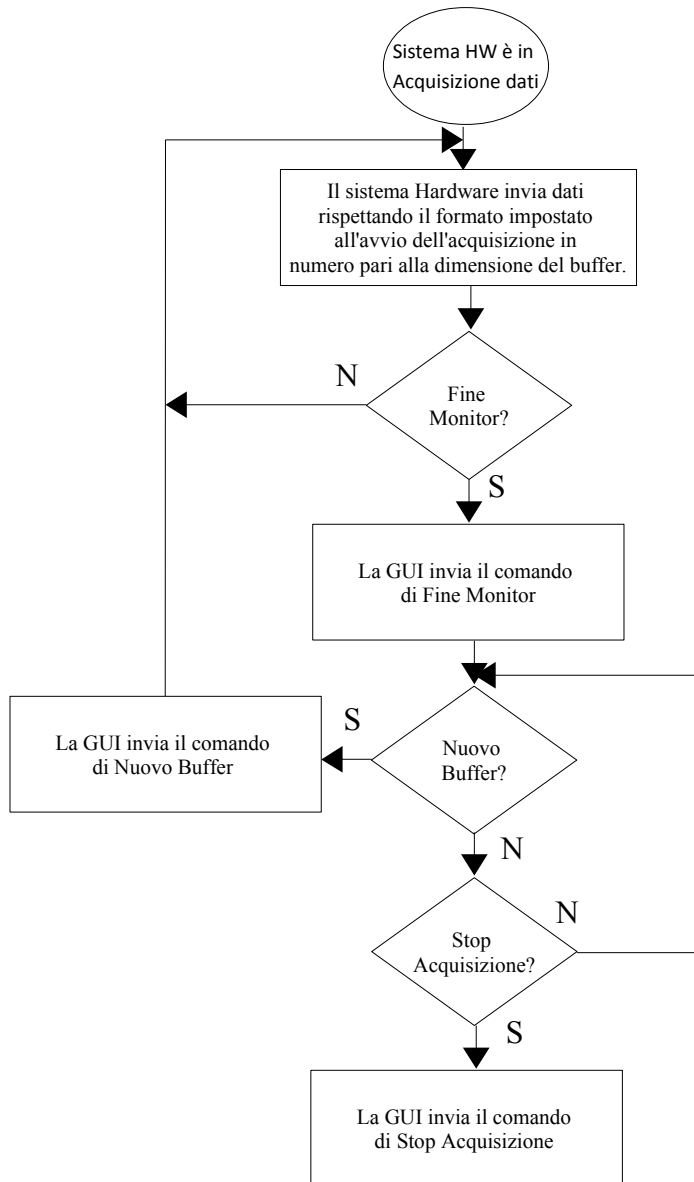 Sistema HW è in
Acquisizione dati
Il sistema Hardware invia dati
rispettando il formato impostato
all'avvio dell'acquisizione in
numero pari alla dimensione del buffer.
N
Fine
Monitor?
S
La GUI invia il comando
di Fine Monitor
La GUI invia il comando
di Nuovo Buffer
S
Nuovo
Buffer?
N
Stop
Acquisizione?
N
S
La GUI invia il comando
di Stop Acquisizione